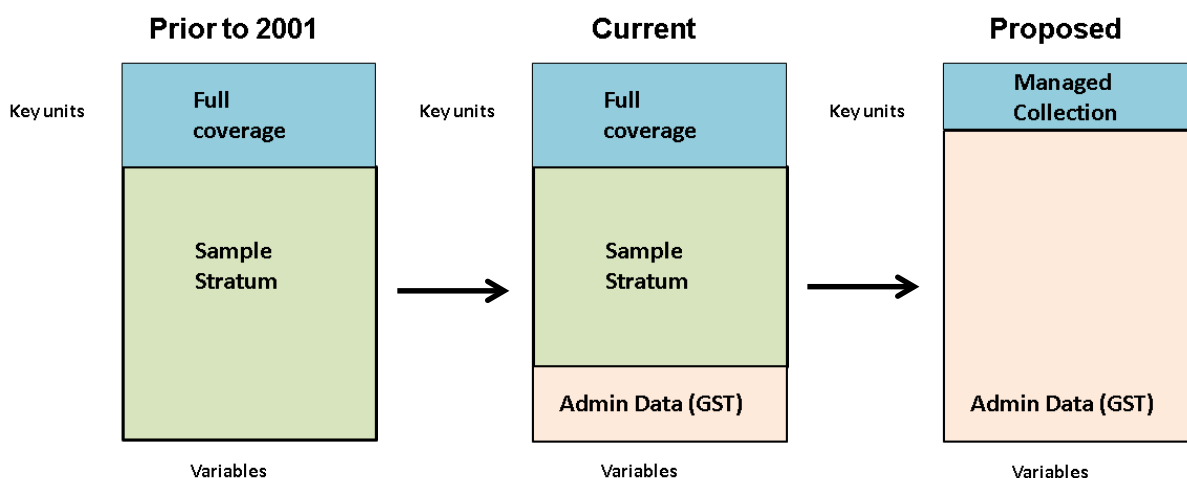 Prior to 2001
Current
Proposed
Key units
Full
coverage
Sample
Stratum
Variables
Key units
Full
coverage
Sample
Stratum
Admin Data (GST)
Variables
Key units
Managed
Collection
Admin Data (GST)
Variables